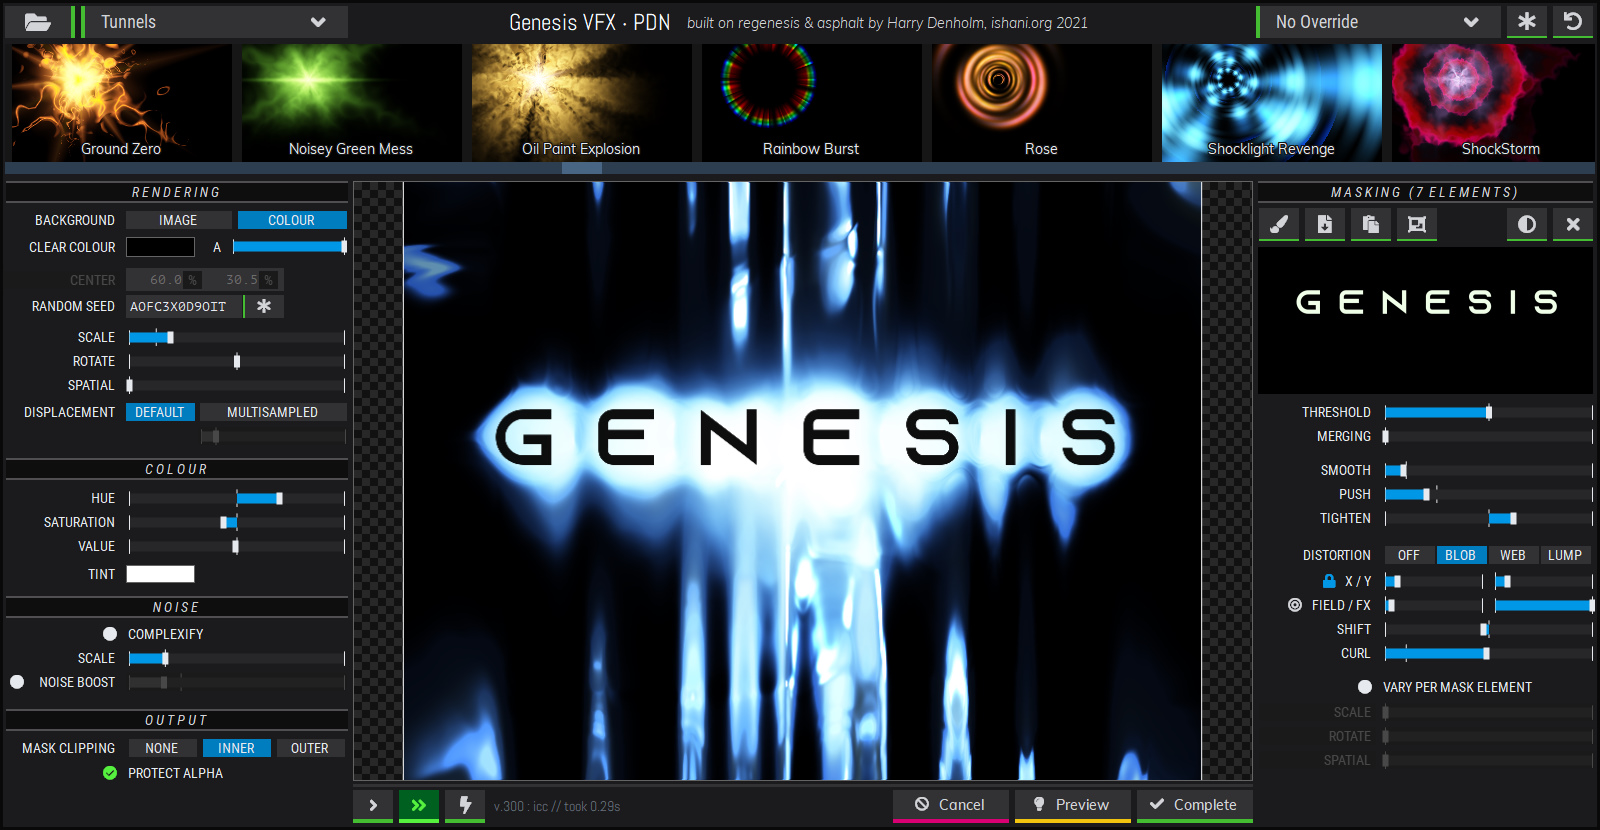 Tunnels
Genesis VFX · PDN
built on regenesis & asphalt by Harry Denholm, ishani.org 2021
No Override
Ground Zero
Noisey Green Mess
Oil Paint Explosion
Rainbow Burst
Rose
Shocklight Revenge
ShockStorm
RENDERING
BACKGROUND IMAGE COLOUR
CLEAR COLOUR A
CENTER 60.0 % 30.5 %
RANDOM SEED AOFC3X0D9OIT
SCALE
ROTATE
SPATIAL
DISPLACEMENT DEFAULT MULTISAMPLED
COLOUR
HUE
SATURATION
VALUE
TINT
NOISE
COMPLEXIFY
SCALE
NOISE BOOST
OUTPUT
MASK CLIPPING NONE INNER OUTER
PROTECT ALPHA
GENESIS
v.300 : icc // took 0.29s
Cancel
Preview
Complete
MASKING (7 ELEMENTS)
GENESIS
THRESHOLD
MERGING
SMOOTH
PUSH
TIGHTEN
DISTORTION OFF BLOB WEB LUMP
X / Y
FIELD / FX
SHIFT
CURL
VARY PER MASK ELEMENT
SCALE
ROTATE
SPATIAL